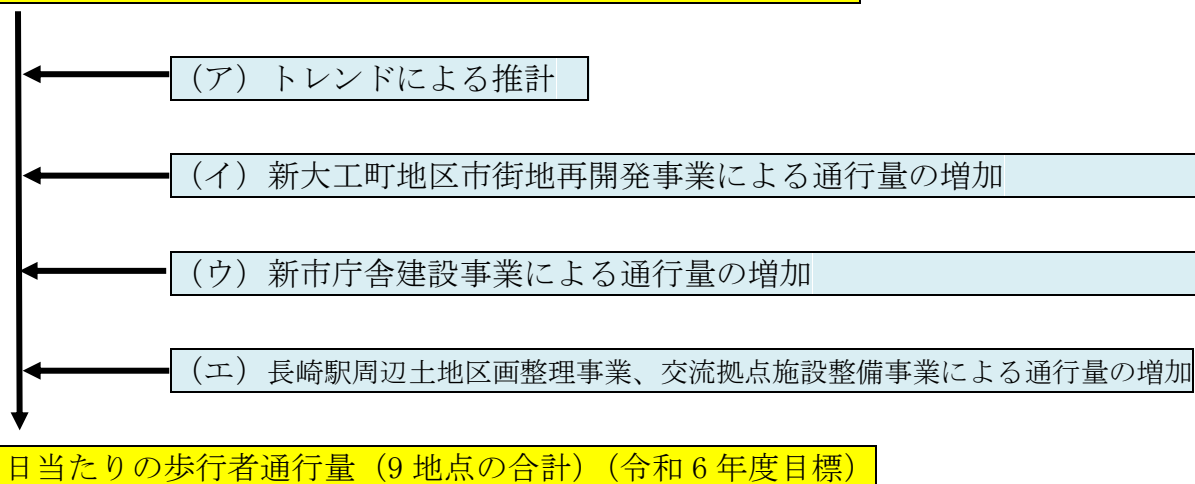 （ア）トレンドによる推計
（イ）新大工町地区市街地再開発事業による通行量の増加
（ウ）新市庁舎建設事業による通行量の増加
（エ）長崎駅周辺土地区画整理事業、交流拠点施設整備事業による通行量の増加
日当たりの歩行者通行量（9 地点の合計）（令和 6 年度目標）